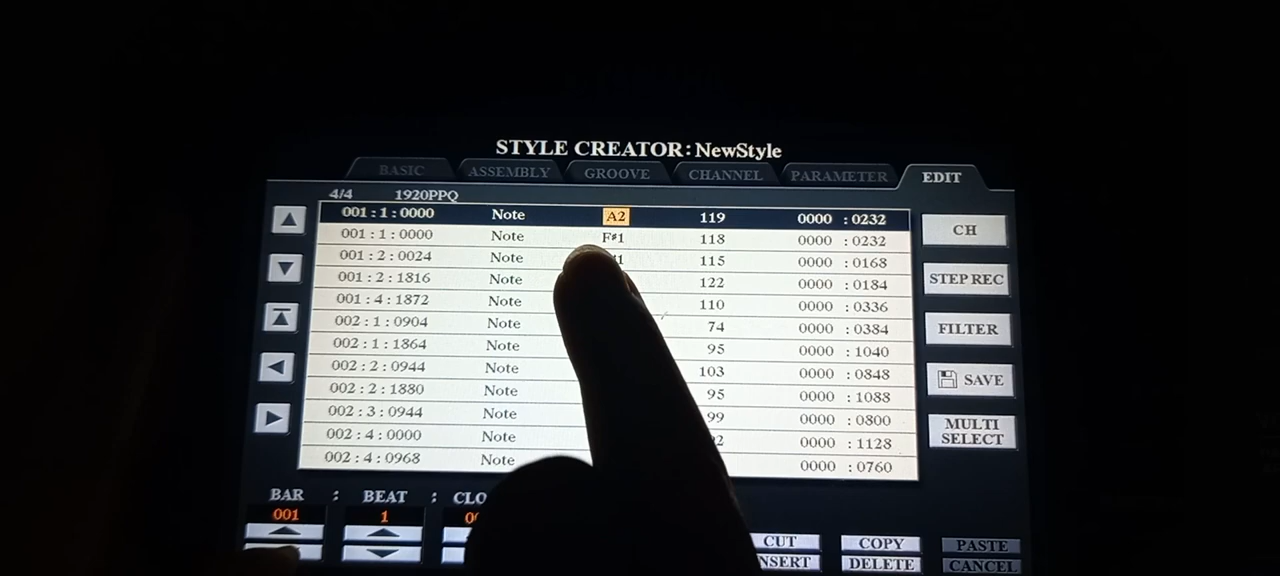 STYLE CREATOR: NewStyle
BASIC ASSEMBLY GROOVE CHANNEL PARAMETER EDIT
4/4 1920PPQ
001 : 1 : 0000 Note A2 119 0000 : 0232
001 : 1 : 0000 Note F#1 118 0000 : 0232
001 : 2 : 0024 Note 115 0000 : 0168
001 : 2 : 1816 Note 122 0000 : 0184
001 : 4 : 1872 Note 110 0000 : 0336
002 : 1 : 0904 Note 74 0000 : 0384
002 : 1 : 1864 Note 95 0000 : 1040
002 : 2 : 0944 Note 103 0000 : 0848
002 : 2 : 1880 Note 95 0000 : 1088
002 : 3 : 0944 Note 99 0000 : 0800
002 : 4 : 0000 Note 0000 : 1128
002 : 4 : 0968 Note 0000 : 0760
CH
STEP REC
FILTER
SAVE
MULTI
SELECT
BAR : BEAT : CLO
001 1
CUT COPY PASTE
NSERT DELETE CANCEL